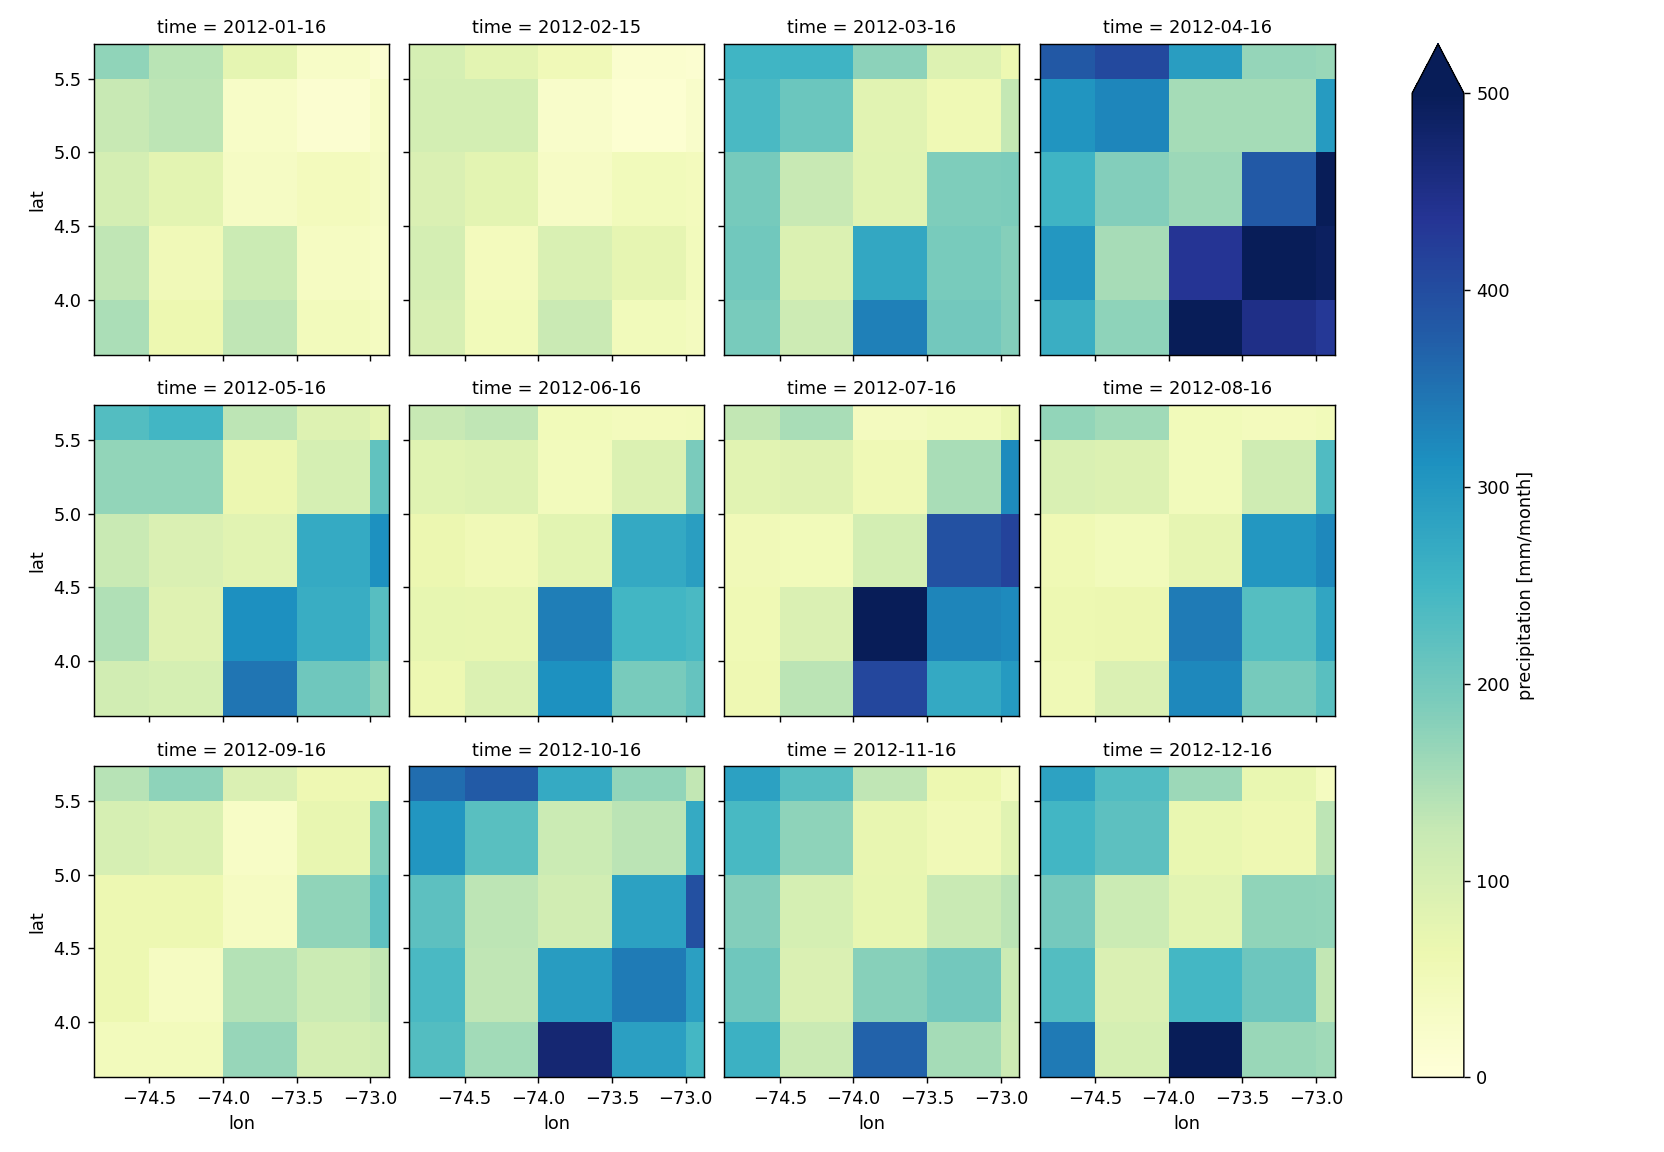 time = 2012-01-16 time = 2012-02-15 time = 2012-03-16 time = 2012-04-16
5.5
5.0
lat
4.5
4.0
500
400
300
200
100
0
precipitation [mm/month]
time = 2012-05-16 time = 2012-06-16 time = 2012-07-16 time = 2012-08-16
5.5
5.0
lat
4.5
4.0
time = 2012-09-16 time = 2012-10-16 time = 2012-11-16 time = 2012-12-16
5.5
5.0
lat
4.5
4.0
−74.5 −74.0 −73.5 −73.0 −74.5 −74.0 −73.5 −73.0 −74.5 −74.0 −73.5 −73.0 −74.5 −74.0 −73.5 −73.0
lon lon lon lon